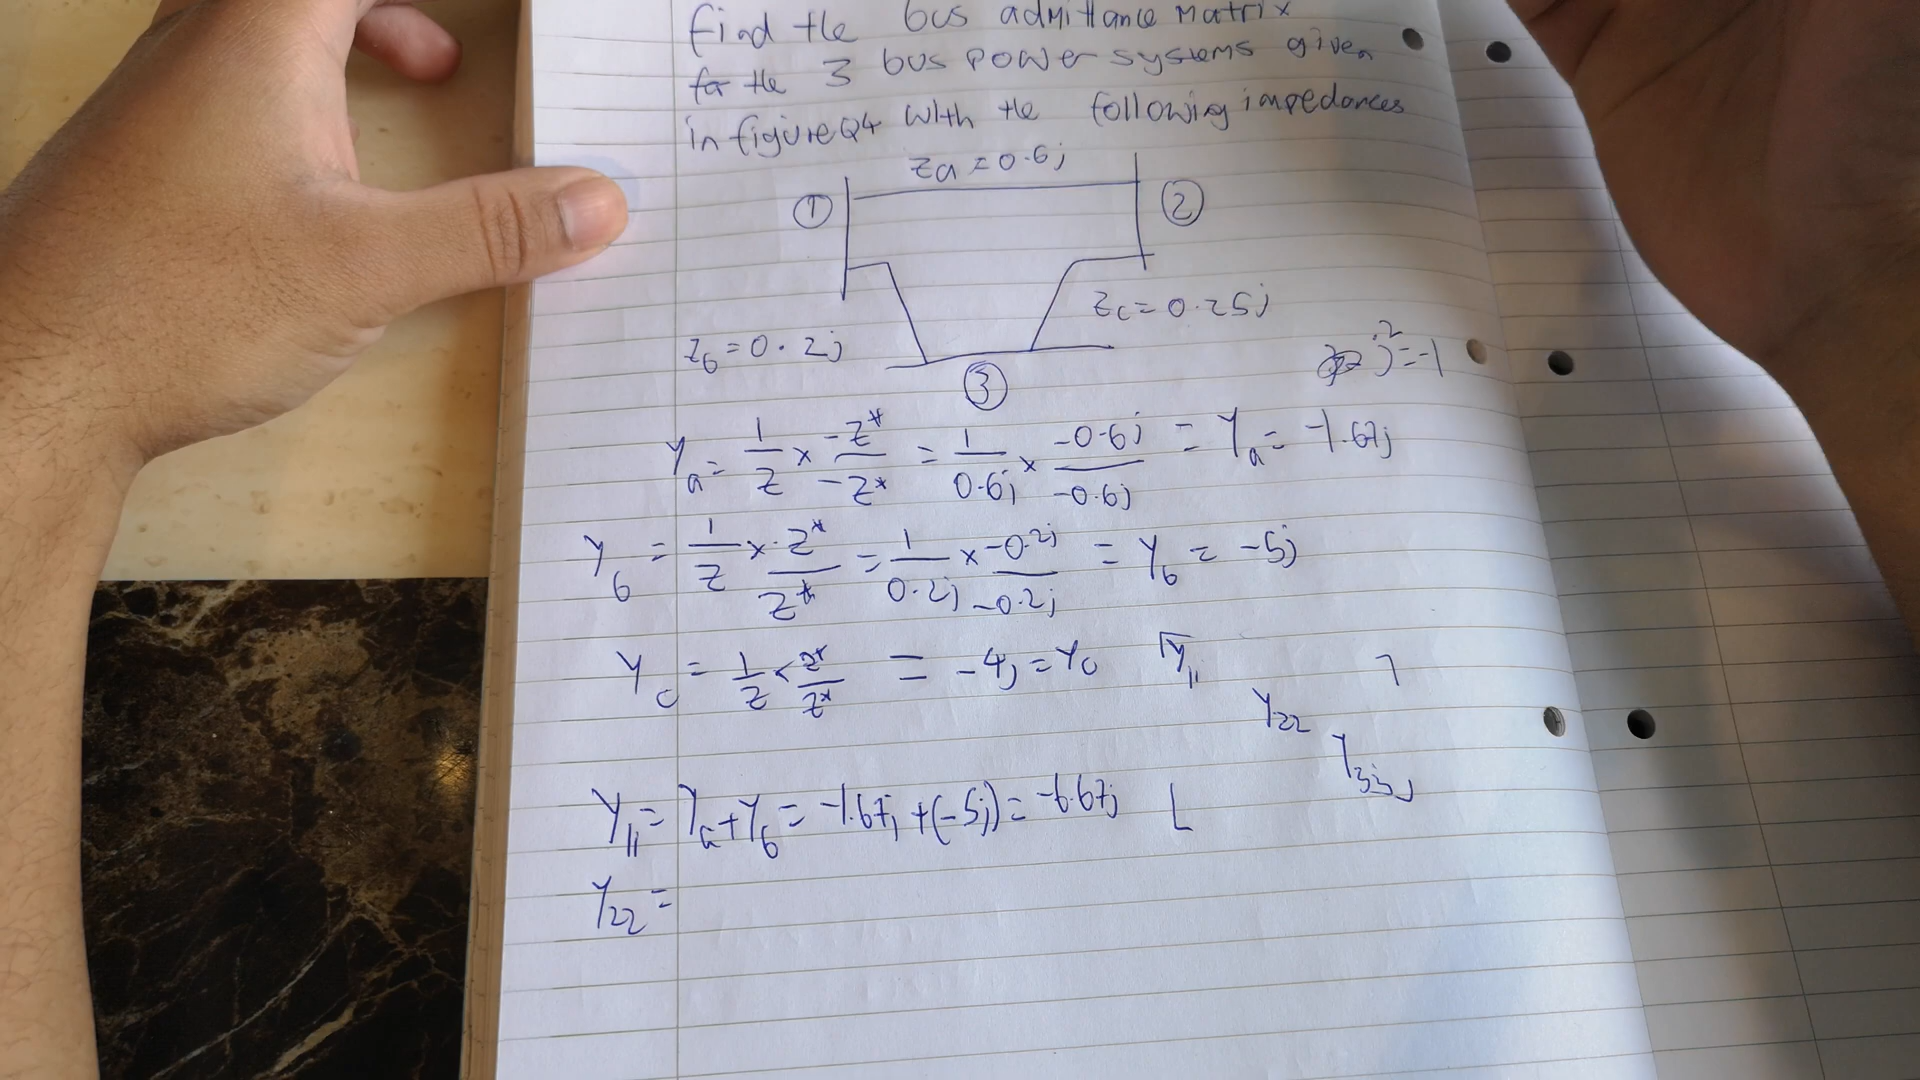 find the bus admittance matrix
for the 3 bus power systems given
in figure Q4 with the following impedances
Za = 0.6j
1
2
Zc = 0.25j
Zb = 0.2j
j² = -1
3
Ya = 1/Z × -Z*/-Z* = 1/0.6j × -0.6j/-0.6j = Ya = -1.67j
Yb = 1/Z × Z*/Z* = 1/0.2j × -0.2j/-0.2j = Yb = -5j
Yc = 1/Z × Z*/Z* = -4j = Yc
Y11
Y22
Y33
Y11 = Ya + Yb = -1.67j + (-5j) = -6.67j
Y22 =